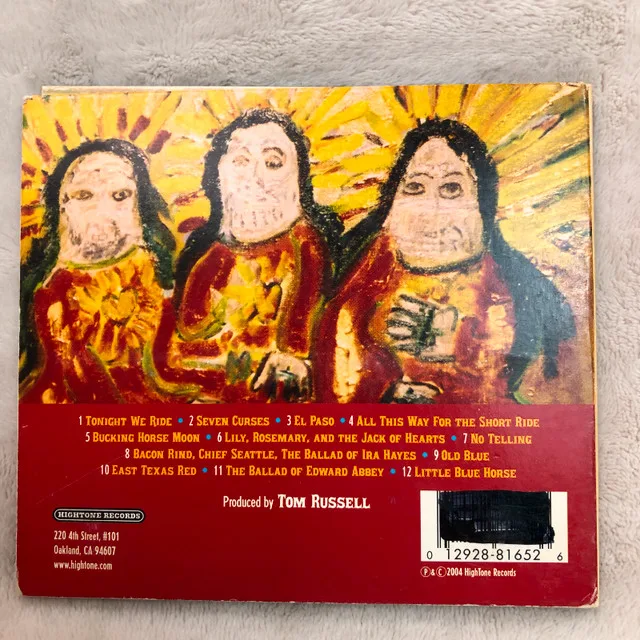 1 Tonight We Ride • 2 Seven Curses • 3 El Paso • 4 All This Way For the Short Ride
5 Bucking Horse Moon • 6 Lily, Rosemary, and the Jack of Hearts • 7 No Telling
8 Bacon Rind, Chief Seattle, The Ballad of Ira Hayes • 9 Old Blue
10 East Texas Red • 11 The Ballad of Edward Abbey • 12 Little Blue Horse
Produced by Tom Russell
HIGHTONE RECORDS
220 4th Street, #101
Oakland, CA 94607
www.hightone.com
0 12928-81652 6
Ⓟ&©2004 HighTone Records